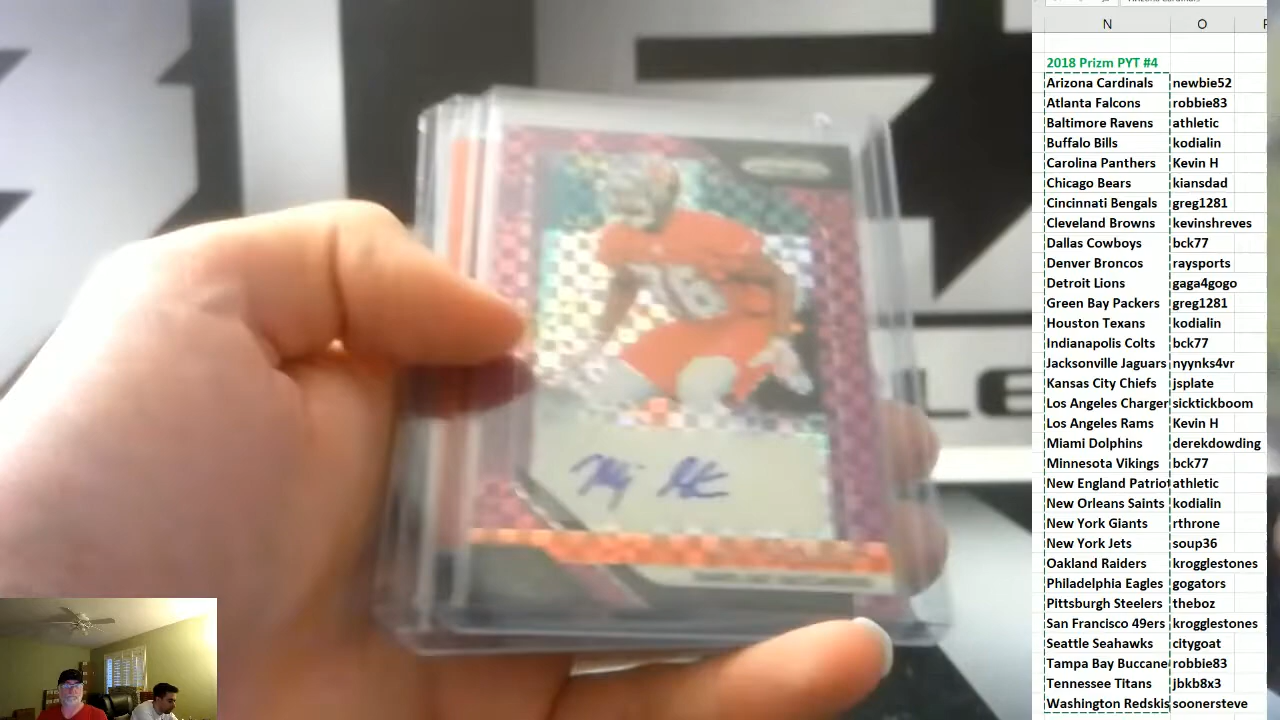 N O
2018 Prizm PYT #4
Arizona Cardinals newbie52
Atlanta Falcons robbie83
Baltimore Ravens athletic
Buffalo Bills kodialin
Carolina Panthers Kevin H
Chicago Bears kiansdad
Cincinnati Bengals greg1281
Cleveland Browns kevinshreves
Dallas Cowboys bck77
Denver Broncos raysports
Detroit Lions gaga4gogo
Green Bay Packers greg1281
Houston Texans kodialin
Indianapolis Colts bck77
Jacksonville Jaguars nyynks4vr
Kansas City Chiefs jsplate
Los Angeles Charger sicktickboom
Los Angeles Rams Kevin H
Miami Dolphins derekdowding
Minnesota Vikings bck77
New England Patriot athletic
New Orleans Saints kodialin
New York Giants rthrone
New York Jets soup36
Oakland Raiders krogglestones
Philadelphia Eagles gogators
Pittsburgh Steelers theboz
San Francisco 49ers krogglestones
Seattle Seahawks citygoat
Tampa Bay Buccane robbie83
Tennessee Titans jbkb8x3
Washington Redskis soonersteve
76
LE